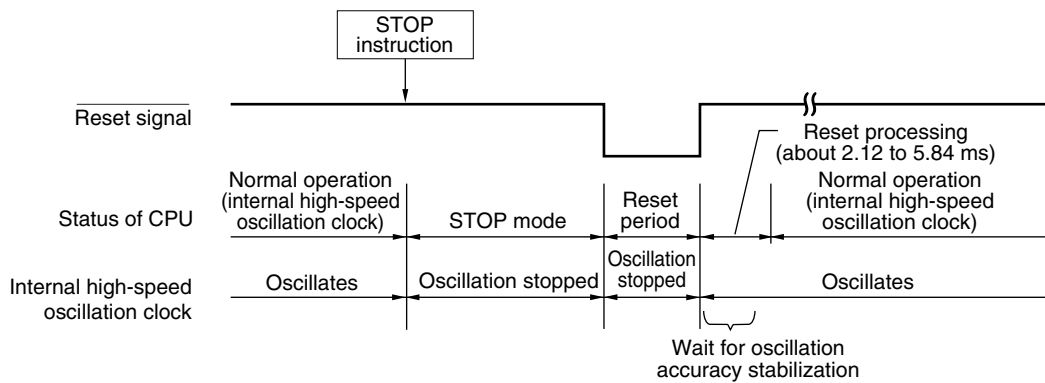 STOP
instruction
Reset signal
Reset processing
(about 2.12 to 5.84 ms)
Status of CPU
Normal operation
(internal high-speed
oscillation clock)
STOP mode
Reset
period
Normal operation
(internal high-speed
oscillation clock)
Internal high-speed
oscillation clock
Oscillates
Oscillation stopped
Oscillation
stopped
Oscillates
Wait for oscillation
accuracy stabilization